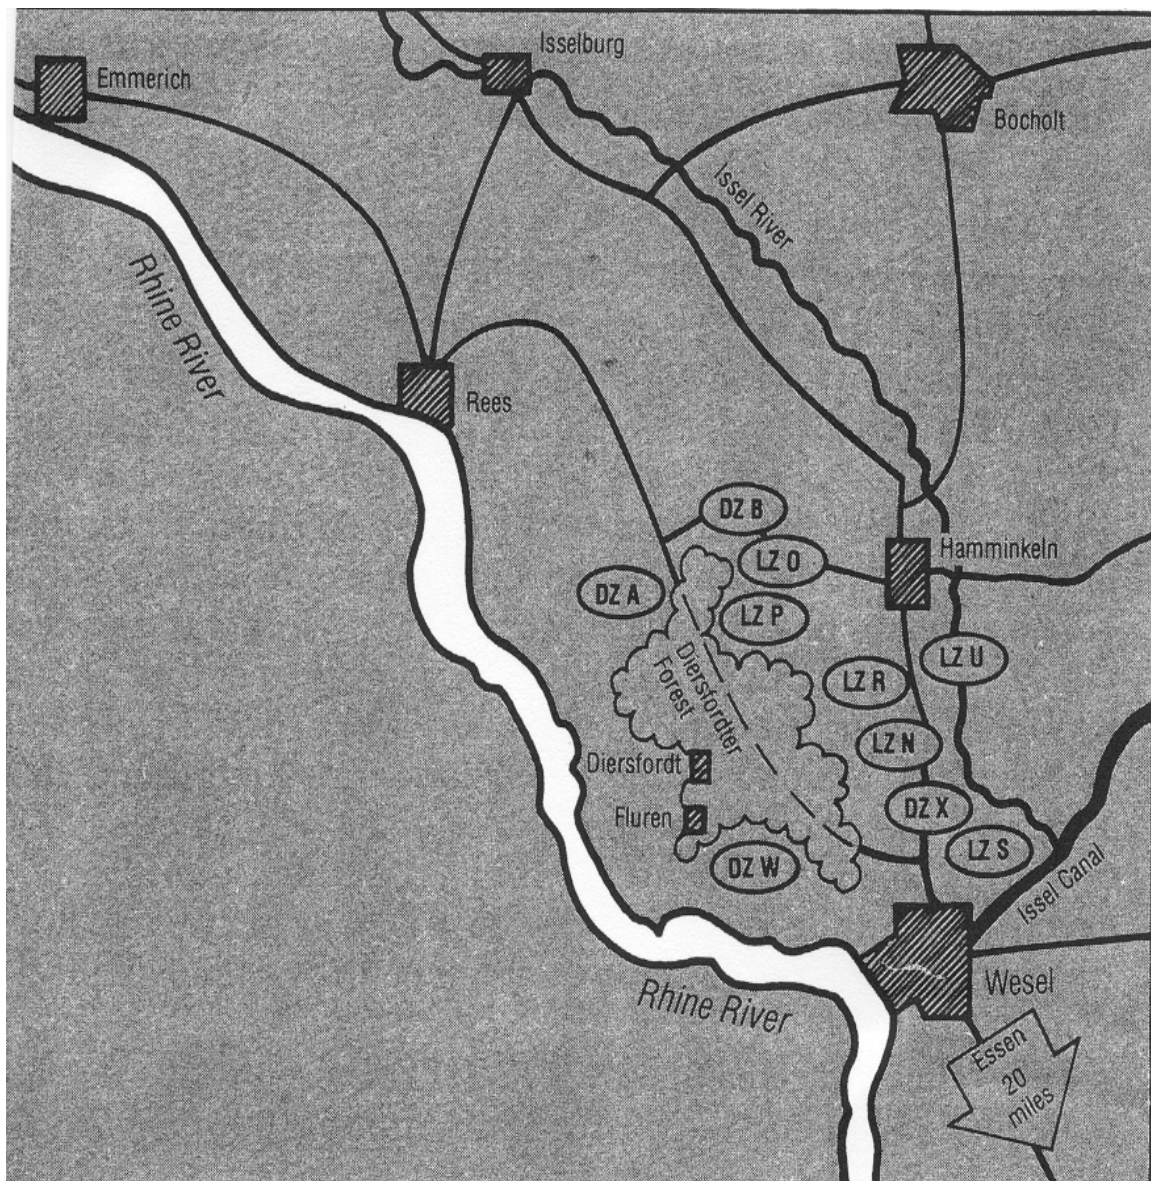 Isselburg
Emmerich
Bocholt
Issel River
Rhine River
Rees
DZ B
Hamminkeln
LZ O
DZ A
LZ P
LZ U
Diersfordter
Forest
LZ R
LZ N
Diersfordt
DZ X
Fluren
LZ S
DZ W
Issel Canal
Wesel
Rhine River
Essen
20
miles